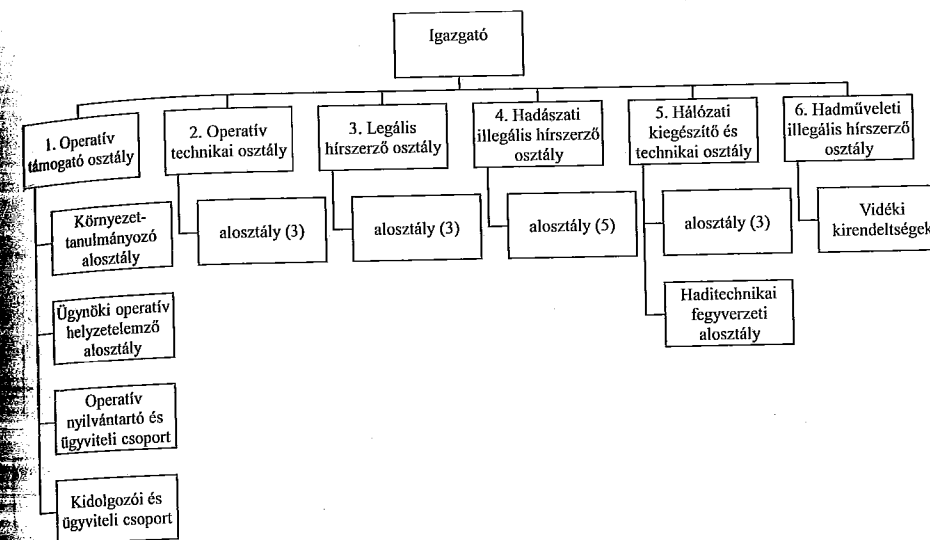 Igazgató
1. Operatív
támogató osztály
2. Operatív
technikai osztály
3. Legális
hírszerző osztály
4. Hadászati
illegális hírszerző
osztály
5. Hálózati
kiegészítő és
technikai osztály
6. Hadműveleti
illegális hírszerző
osztály
Környezet-
tanulmányozó
alosztály
Ügynöki operatív
helyzetelemző
alosztály
Operatív
nyilvántartó és
ügyviteli csoport
Kidolgozói és
ügyviteli csoport
alosztály (3)
alosztály (3)
alosztály (5)
alosztály (3)
Haditechnikai
fegyverzeti
alosztály
Vidéki
kirendeltségek